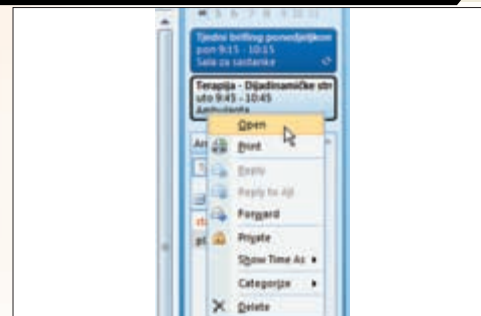 Tjedni brifing ponedjeljkom
pon 9:15 - 10:15
Sala za sastanke
Terapija - Dijadinamičke str
uto 9:45 - 10:45
Ambulanta
Open
Print
Reply
Reply to All
Forward
Private
Show Time As
Categorize
Delete